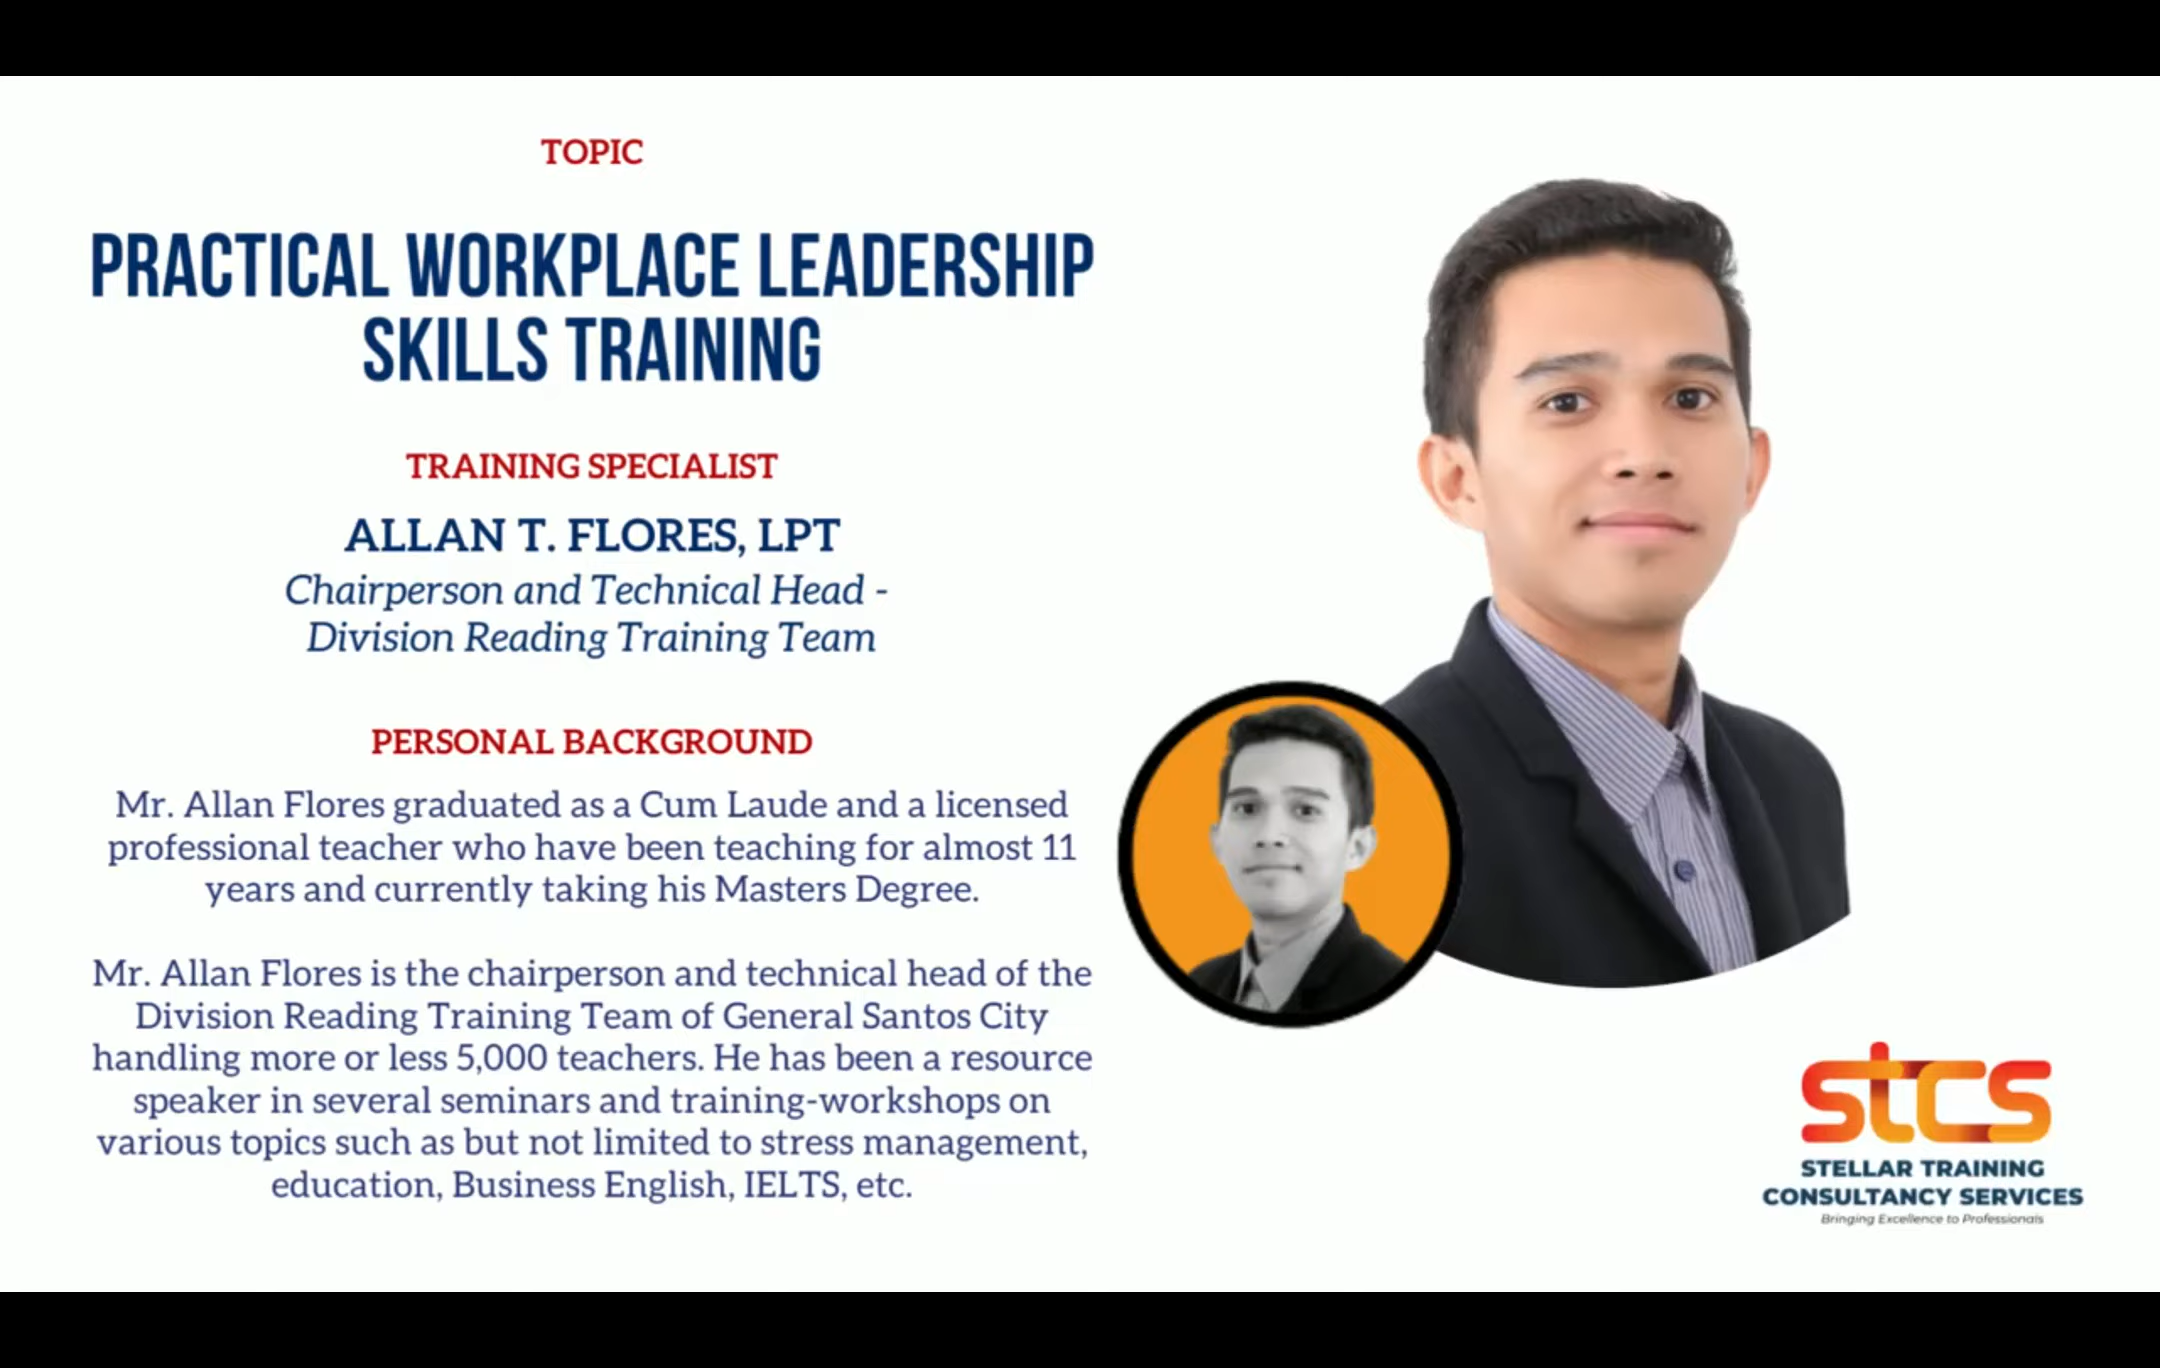 TOPIC
PRACTICAL WORKPLACE LEADERSHIP
SKILLS TRAINING
TRAINING SPECIALIST
ALLAN T. FLORES, LPT
Chairperson and Technical Head -
Division Reading Training Team
PERSONAL BACKGROUND
Mr. Allan Flores graduated as a Cum Laude and a licensed
professional teacher who have been teaching for almost 11
years and currently taking his Masters Degree.
Mr. Allan Flores is the chairperson and technical head of the
Division Reading Training Team of General Santos City
handling more or less 5,000 teachers. He has been a resource
speaker in several seminars and training-workshops on
various topics such as but not limited to stress management,
education, Business English, IELTS, etc.
stcs
STELLAR TRAINING
CONSULTANCY SERVICES
Bringing Excellence to Professionals